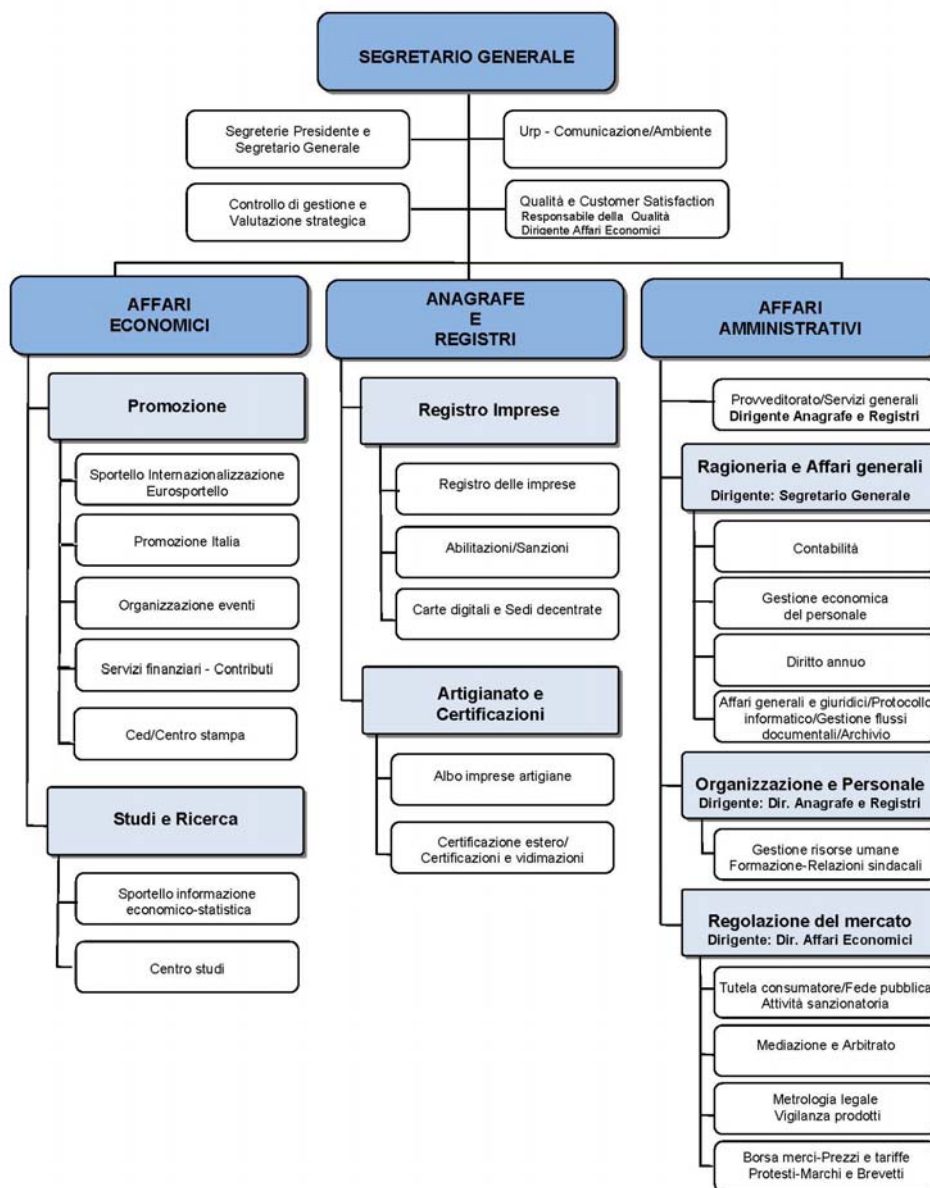 SEGRETARIO GENERALE
Segreterie Presidente e
Segretario Generale
Urp - Comunicazione/Ambiente
Controllo di gestione e
Valutazione strategica
Qualità e Customer Satisfaction
Responsabile della Qualità
Dirigente Affari Economici
AFFARI
ECONOMICI
Promozione
Sportello Internazionalizzazione
Eurosportello
Promozione Italia
Organizzazione eventi
Servizi finanziari - Contributi
Ced/Centro stampa
Studi e Ricerca
Sportello informazione
economico-statistica
Centro studi
ANAGRAFE
E
REGISTRI
Registro Imprese
Registro delle imprese
Abilitazioni/Sanzioni
Carte digitali e Sedi decentrate
Artigianato e
Certificazioni
Albo imprese artigiane
Certificazione estero/
Certificazioni e vidimazioni
AFFARI
AMMINISTRATIVI
Provveditorato/Servizi generali
Dirigente Anagrafe e Registri
Ragioneria e Affari generali
Dirigente: Segretario Generale
Contabilità
Gestione economica
del personale
Diritto annuo
Affari generali e giuridici/Protocollo
informatico/Gestione flussi
documentali/Archivio
Organizzazione e Personale
Dirigente: Dir. Anagrafe e Registri
Gestione risorse umane
Formazione-Relazioni sindacali
Regolazione del mercato
Dirigente: Dir. Affari Economici
Tutela consumatore/Fede pubblica
Attività sanzionatoria
Mediazione e Arbitrato
Metrologia legale
Vigilanza prodotti
Borsa merci-Prezzi e tariffe
Protesti-Marchi e Brevetti